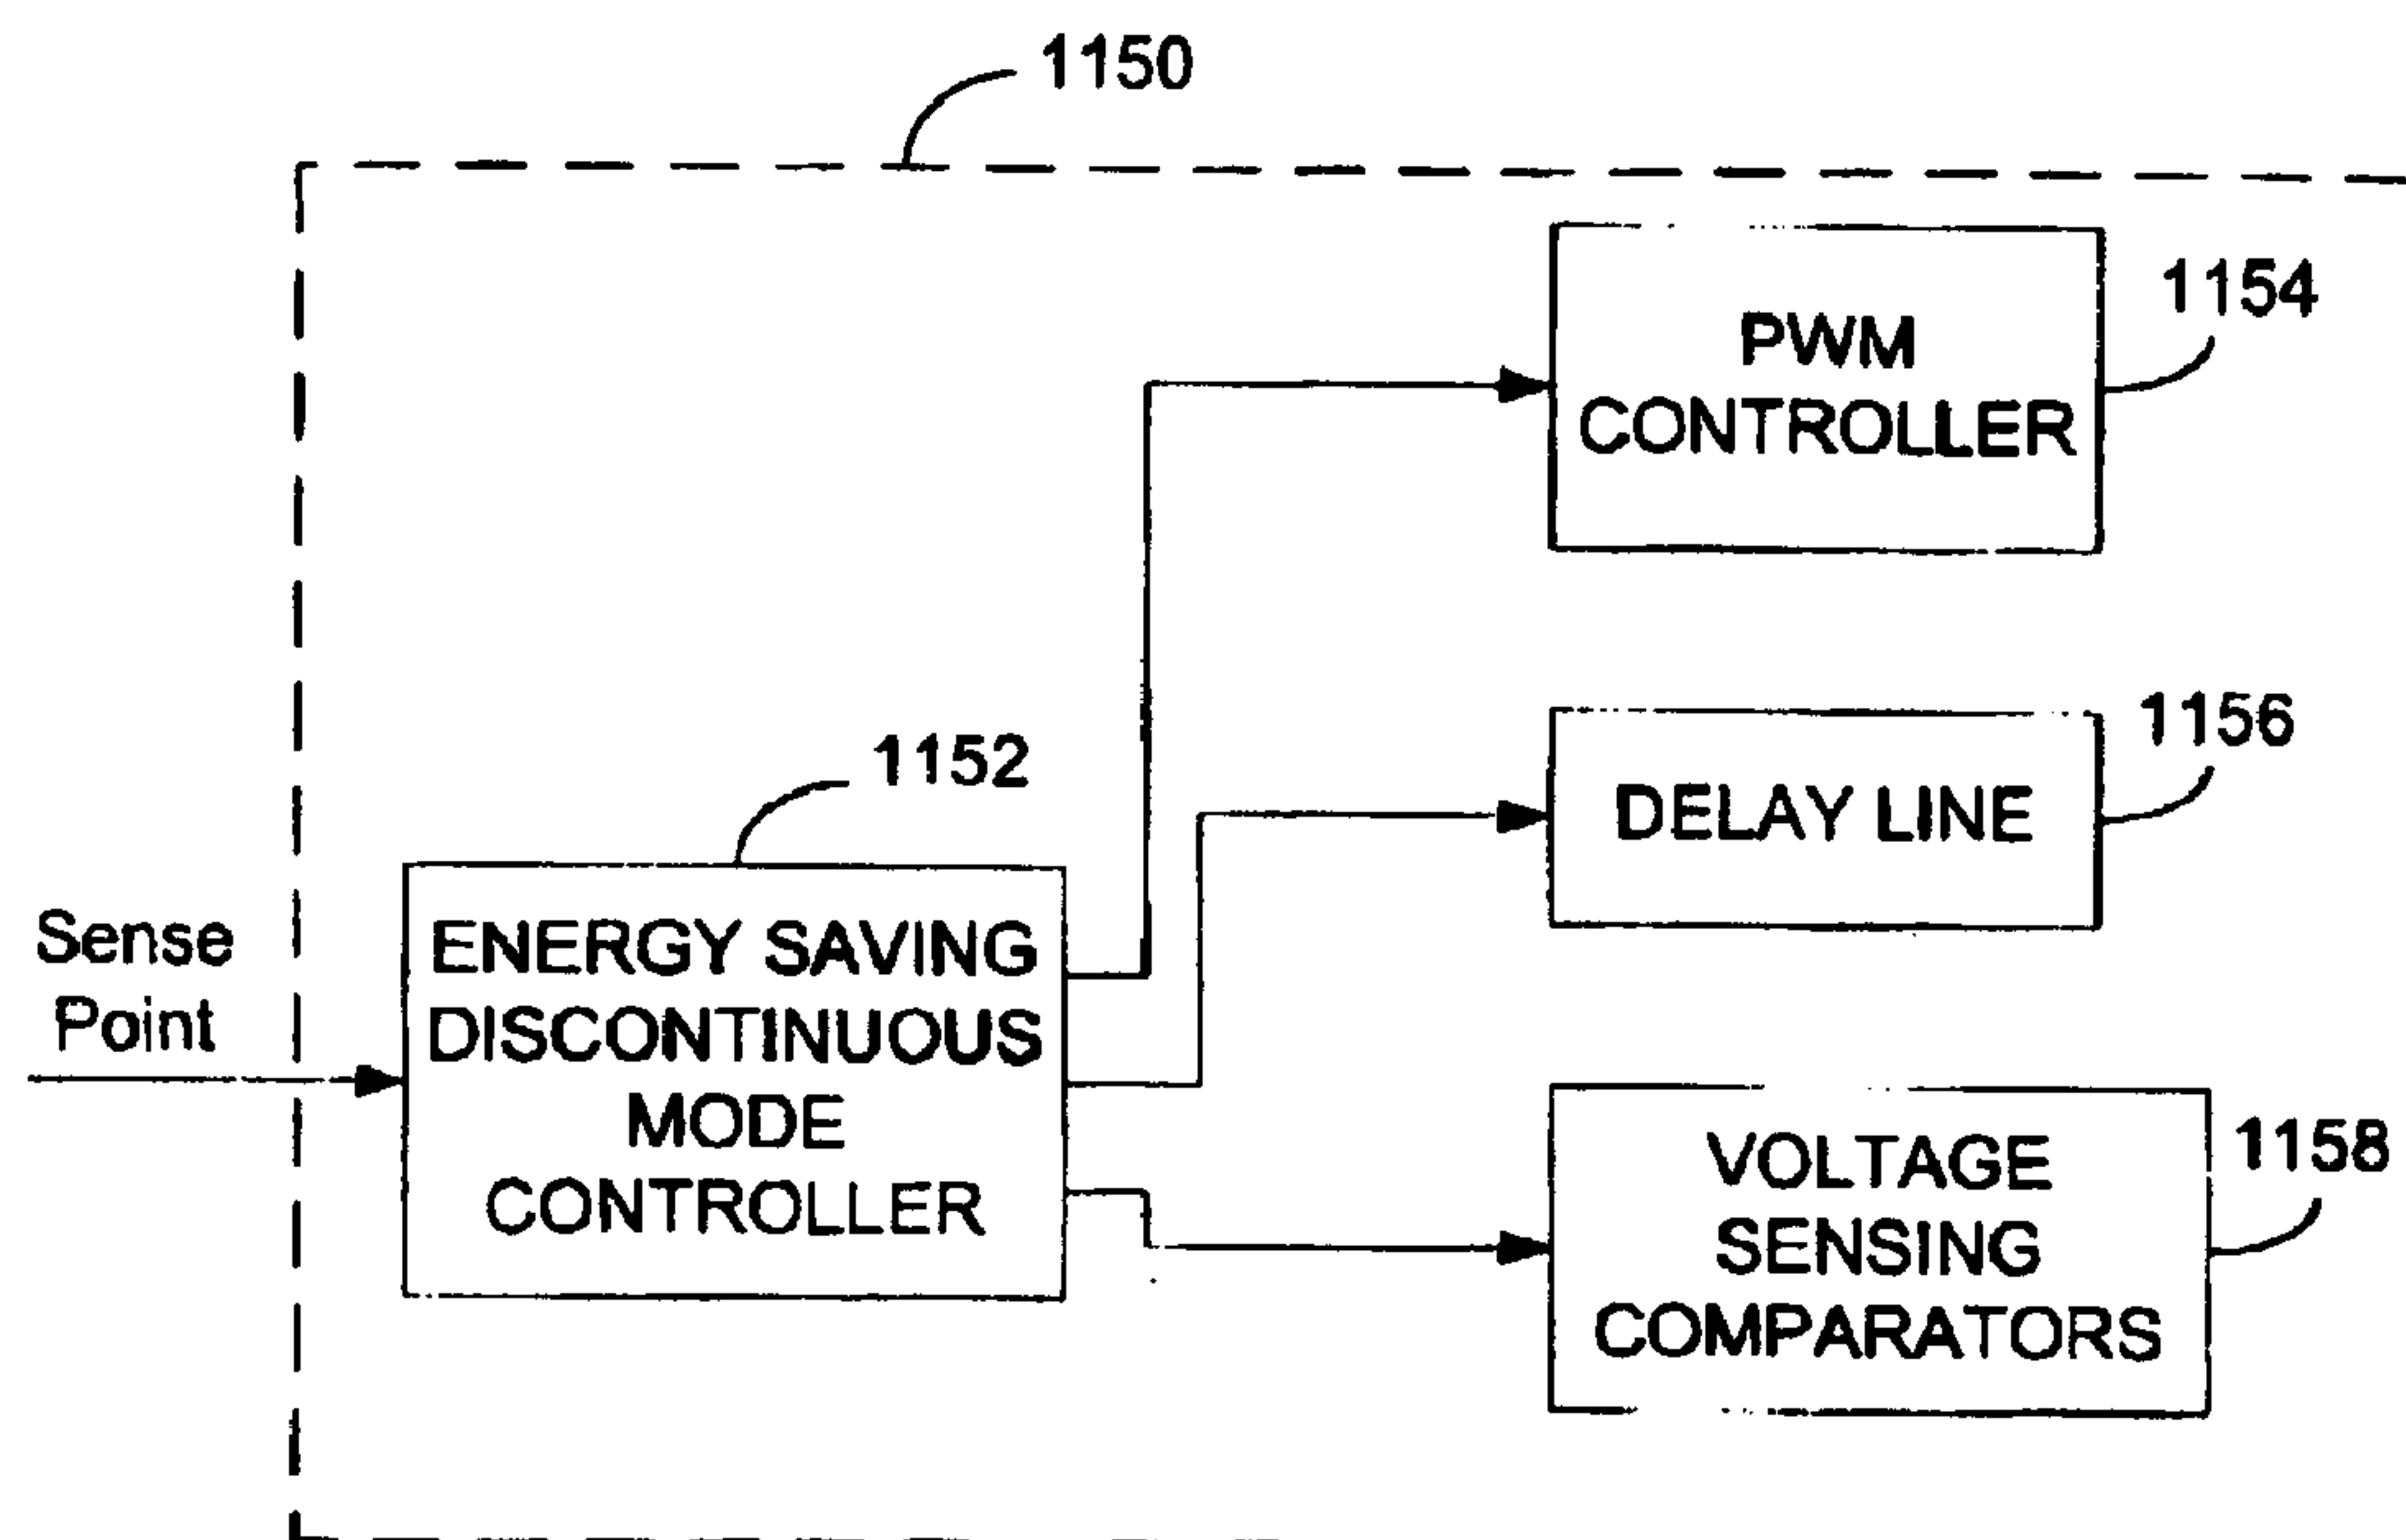 1150
PWM
CONTROLLER
1154
DELAY LINE
1156
1152
ENERGY SAVING
DISCONTINUOUS
MODE
CONTROLLER
Sense
Point
VOLTAGE
SENSING
COMPARATORS
1158